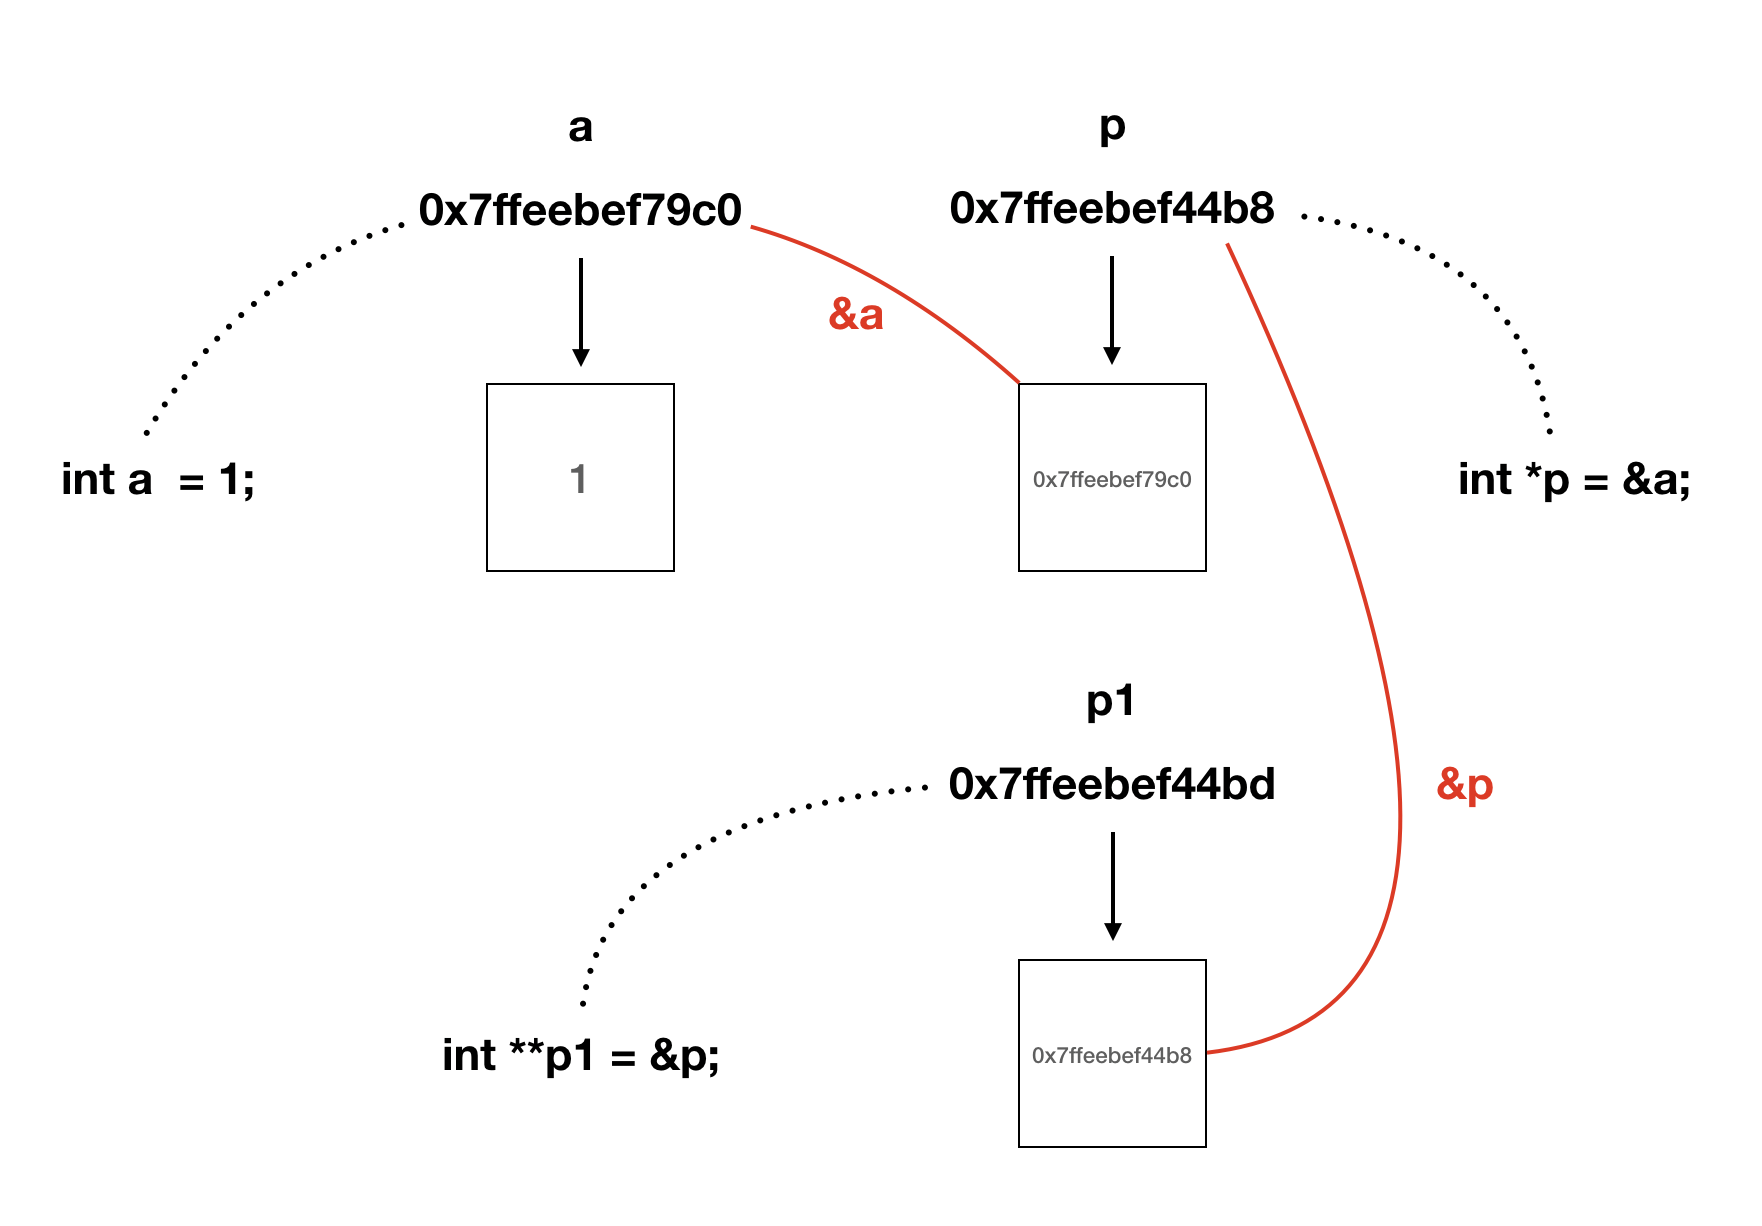 a
p
0x7ffeebef79c0
0x7ffeebef44b8
&a
int a  = 1;
1
0x7ffeebef79c0
int *p = &a;
p1
0x7ffeebef44bd
&p
int **p1 = &p;
0x7ffeebef44b8